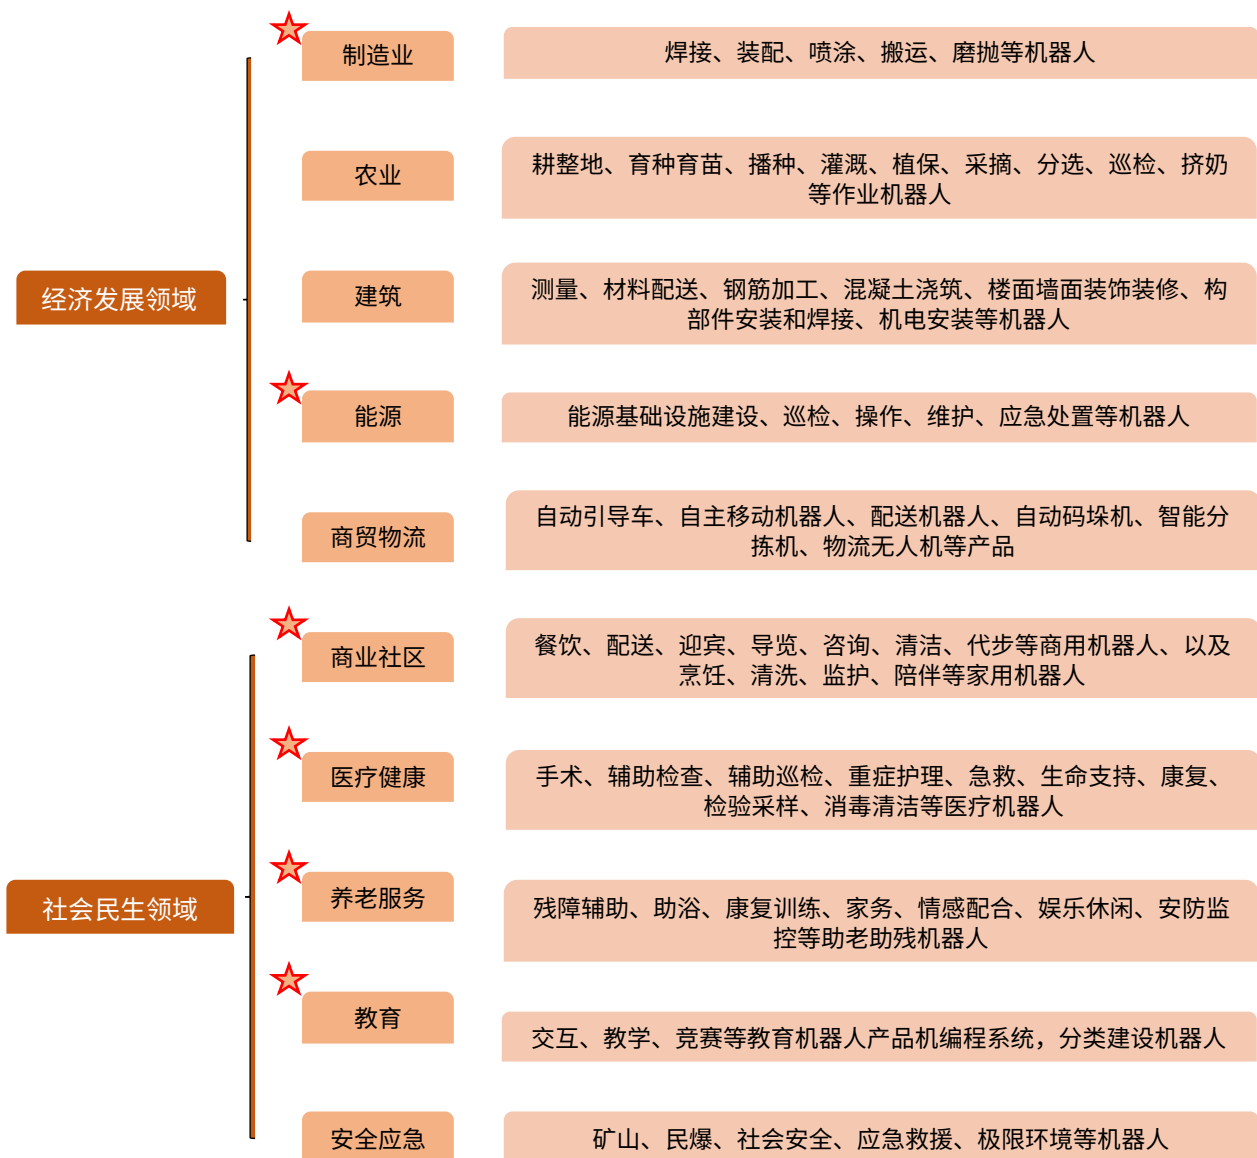 制造业
焊接、装配、喷涂、搬运、磨抛等机器人
农业
耕整地、育种育苗、播种、灌溉、植保、采摘、分选、巡检、挤奶
等作业机器人
经济发展领域
建筑
测量、材料配送、钢筋加工、混凝土浇筑、楼面墙面装饰装修、构
部件安装和焊接、机电安装等机器人
能源
能源基础设施建设、巡检、操作、维护、应急处置等机器人
商贸物流
自动引导车、自主移动机器人、配送机器人、自动码垛机、智能分
拣机、物流无人机等产品
商业社区
餐饮、配送、迎宾、导览、咨询、清洁、代步等商用机器人、以及
烹饪、清洗、监护、陪伴等家用机器人
医疗健康
手术、辅助检查、辅助巡检、重症护理、急救、生命支持、康复、
检验采样、消毒清洁等医疗机器人
社会民生领域
养老服务
残障辅助、助浴、康复训练、家务、情感配合、娱乐休闲、安防监
控等助老助残机器人
教育
交互、教学、竞赛等教育机器人产品机编程系统，分类建设机器人
安全应急
矿山、民爆、社会安全、应急救援、极限环境等机器人